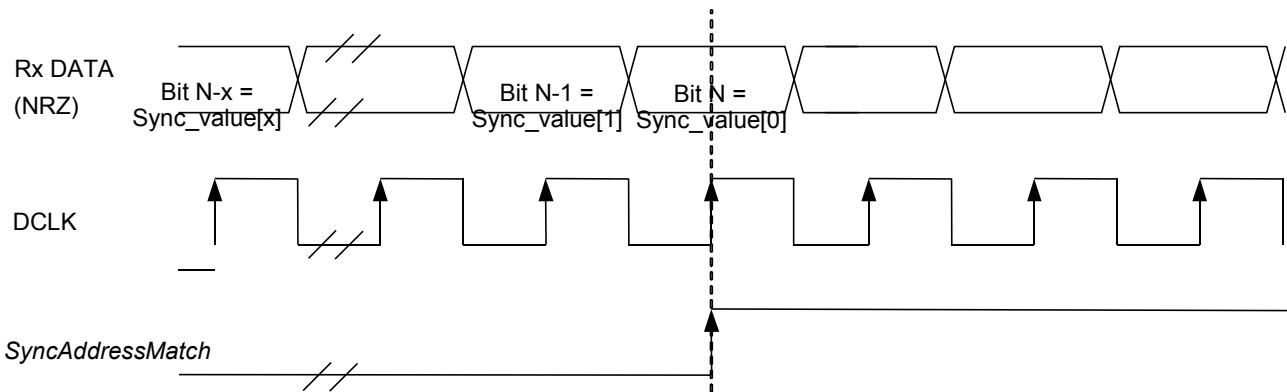 Rx DATA
(NRZ)
Bit N-x =
Sync_value[x]
Bit N-1 =
Sync_value[1]
Bit N =
Sync_value[0]
DCLK
SyncAddressMatch